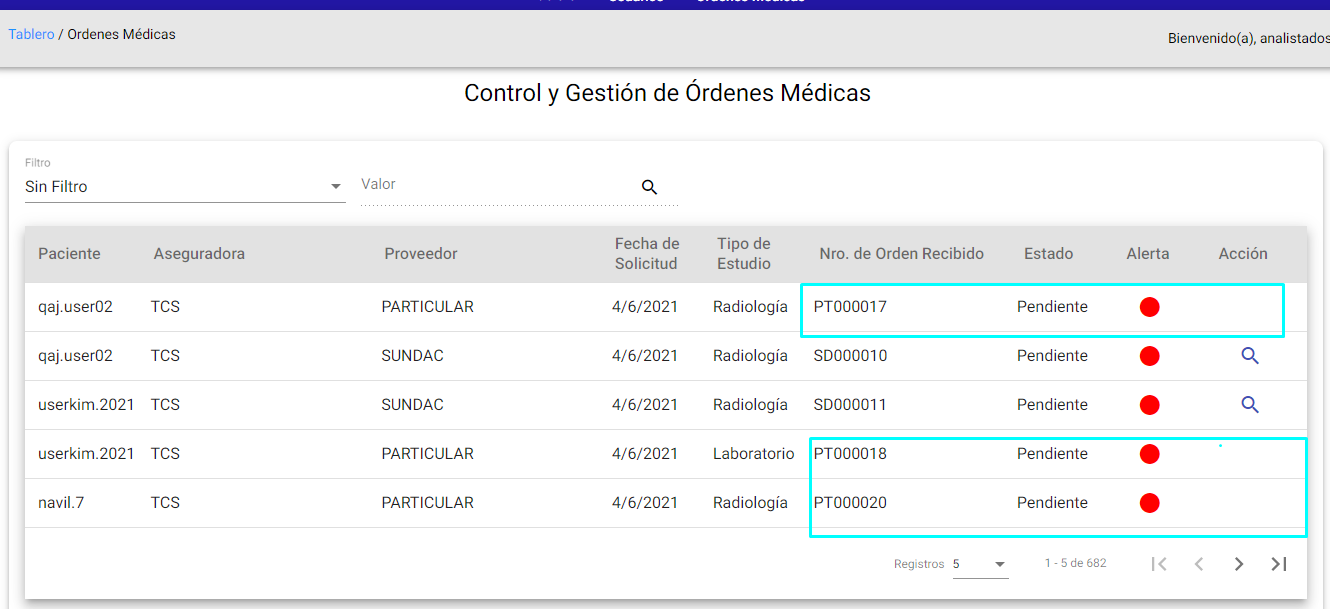 Tablero / Ordenes Médicas
Bienvenido(a), analistados
Control y Gestión de Órdenes Médicas
Filtro
Sin Filtro
Valor
Paciente Aseguradora Proveedor Fecha de Solicitud Tipo de Estudio Nro. de Orden Recibido Estado Alerta Acción
qaj.user02 TCS PARTICULAR 4/6/2021 Radiología PT000017 Pendiente
qaj.user02 TCS SUNDAC 4/6/2021 Radiología SD000010 Pendiente
userkim.2021 TCS SUNDAC 4/6/2021 Radiología SD000011 Pendiente
userkim.2021 TCS PARTICULAR 4/6/2021 Laboratorio PT000018 Pendiente
navil.7 TCS PARTICULAR 4/6/2021 Radiología PT000020 Pendiente
Registros 5 1 - 5 de 682